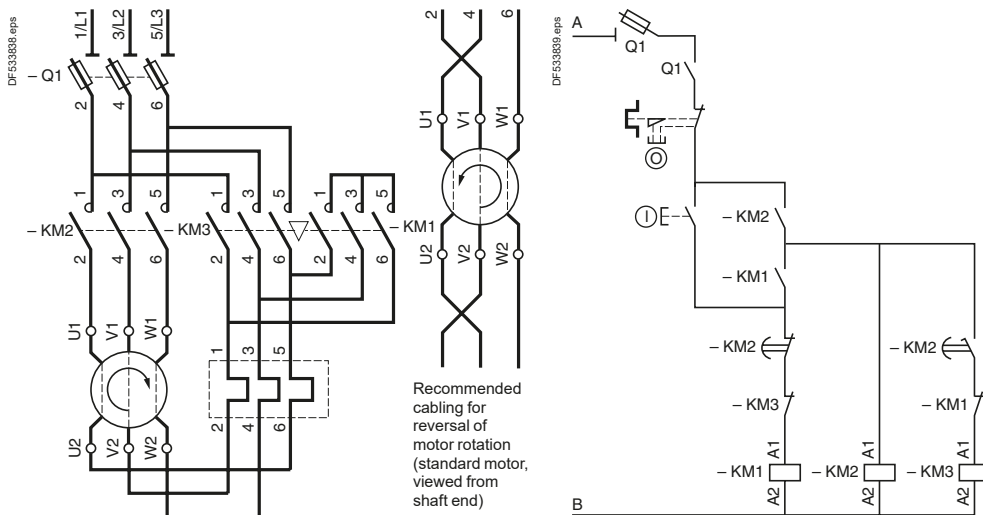 DF533838.eps
1/L1 3/L2 5/L3
– Q1
2 4 6
1 3 5 1 3 5 1 3 5
– KM2 – KM3 – KM1
2 4 6 2 4 6 2 4 6
U1 V1 W1
1 3 5
2 4 6
U2 V2 W2
2 4 6
U1 V1 W1
U2 V2 W2
Recommended
cabling for
reversal of
motor rotation
(standard motor,
viewed from
shaft end)
DF533839.eps
A
Q1
Q1
O
I
– KM2
– KM1
– KM2 – KM2
– KM3 – KM1
A1 A1 A1
– KM1 – KM2 – KM3
A2 A2 A2
B